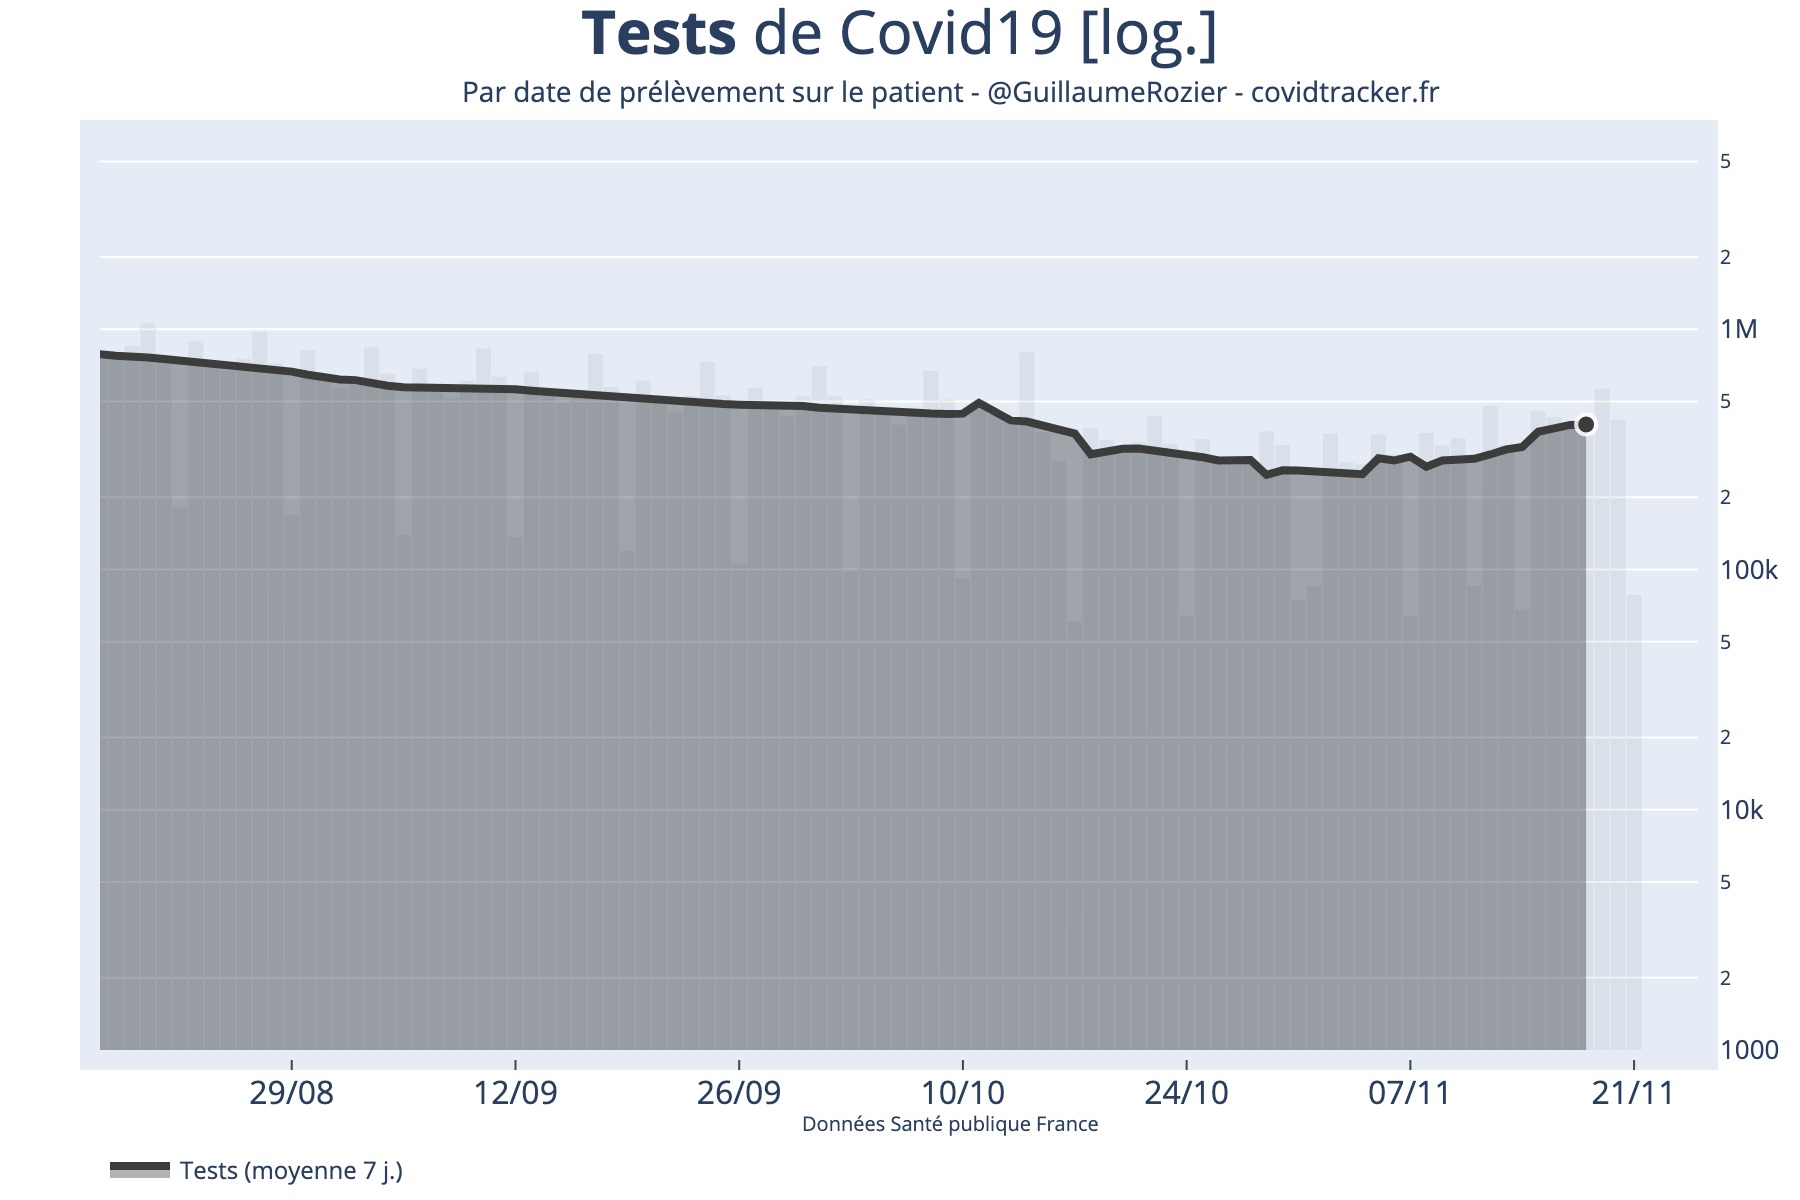 Tests de Covid19 [log.]
Par date de prélèvement sur le patient - @GuillaumeRozier - covidtracker.fr
5
2
1M
5
2
100k
5
2
10k
5
2
1000
29/08 12/09 26/09 10/10 24/10 07/11 21/11
Données Santé publique France
Tests (moyenne 7 j.)